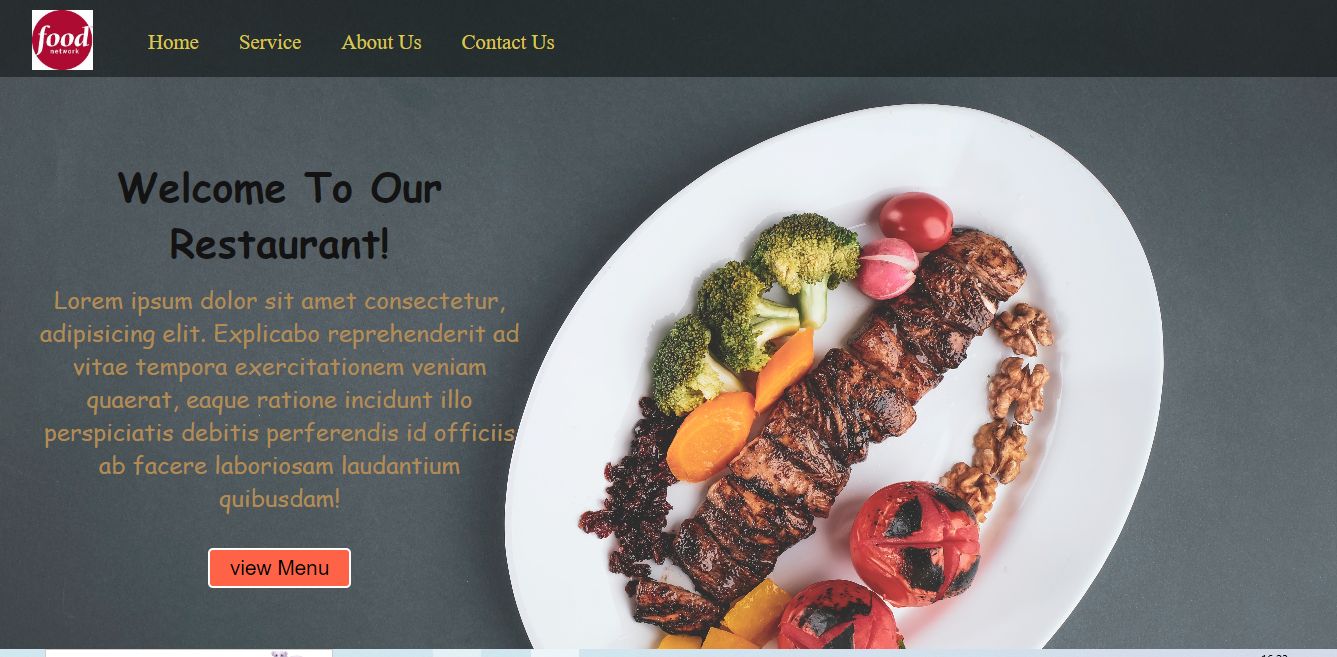 food
network
Home Service About Us Contact Us
Welcome To Our
Restaurant!
Lorem ipsum dolor sit amet consectetur,
adipisicing elit. Explicabo reprehenderit ad
vitae tempora exercitationem veniam
quaerat, eaque ratione incidunt illo
perspiciatis debitis perferendis id officiis
ab facere laboriosam laudantium
quibusdam!
view Menu